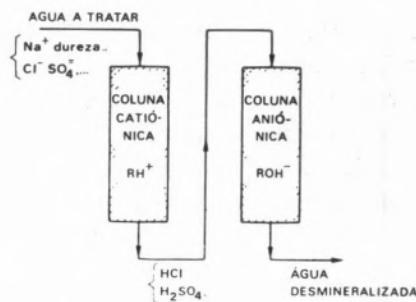 AGUA A TRATAR
Na⁺ dureza..
Cl⁻ SO₄⁼....
COLUNA
CATIÓ-
NICA
RH⁺
COLUNA
ANIÓ-
NICA
ROH⁻
HCl
H₂SO₄..
ÁGUA
DESMINERALIZADA